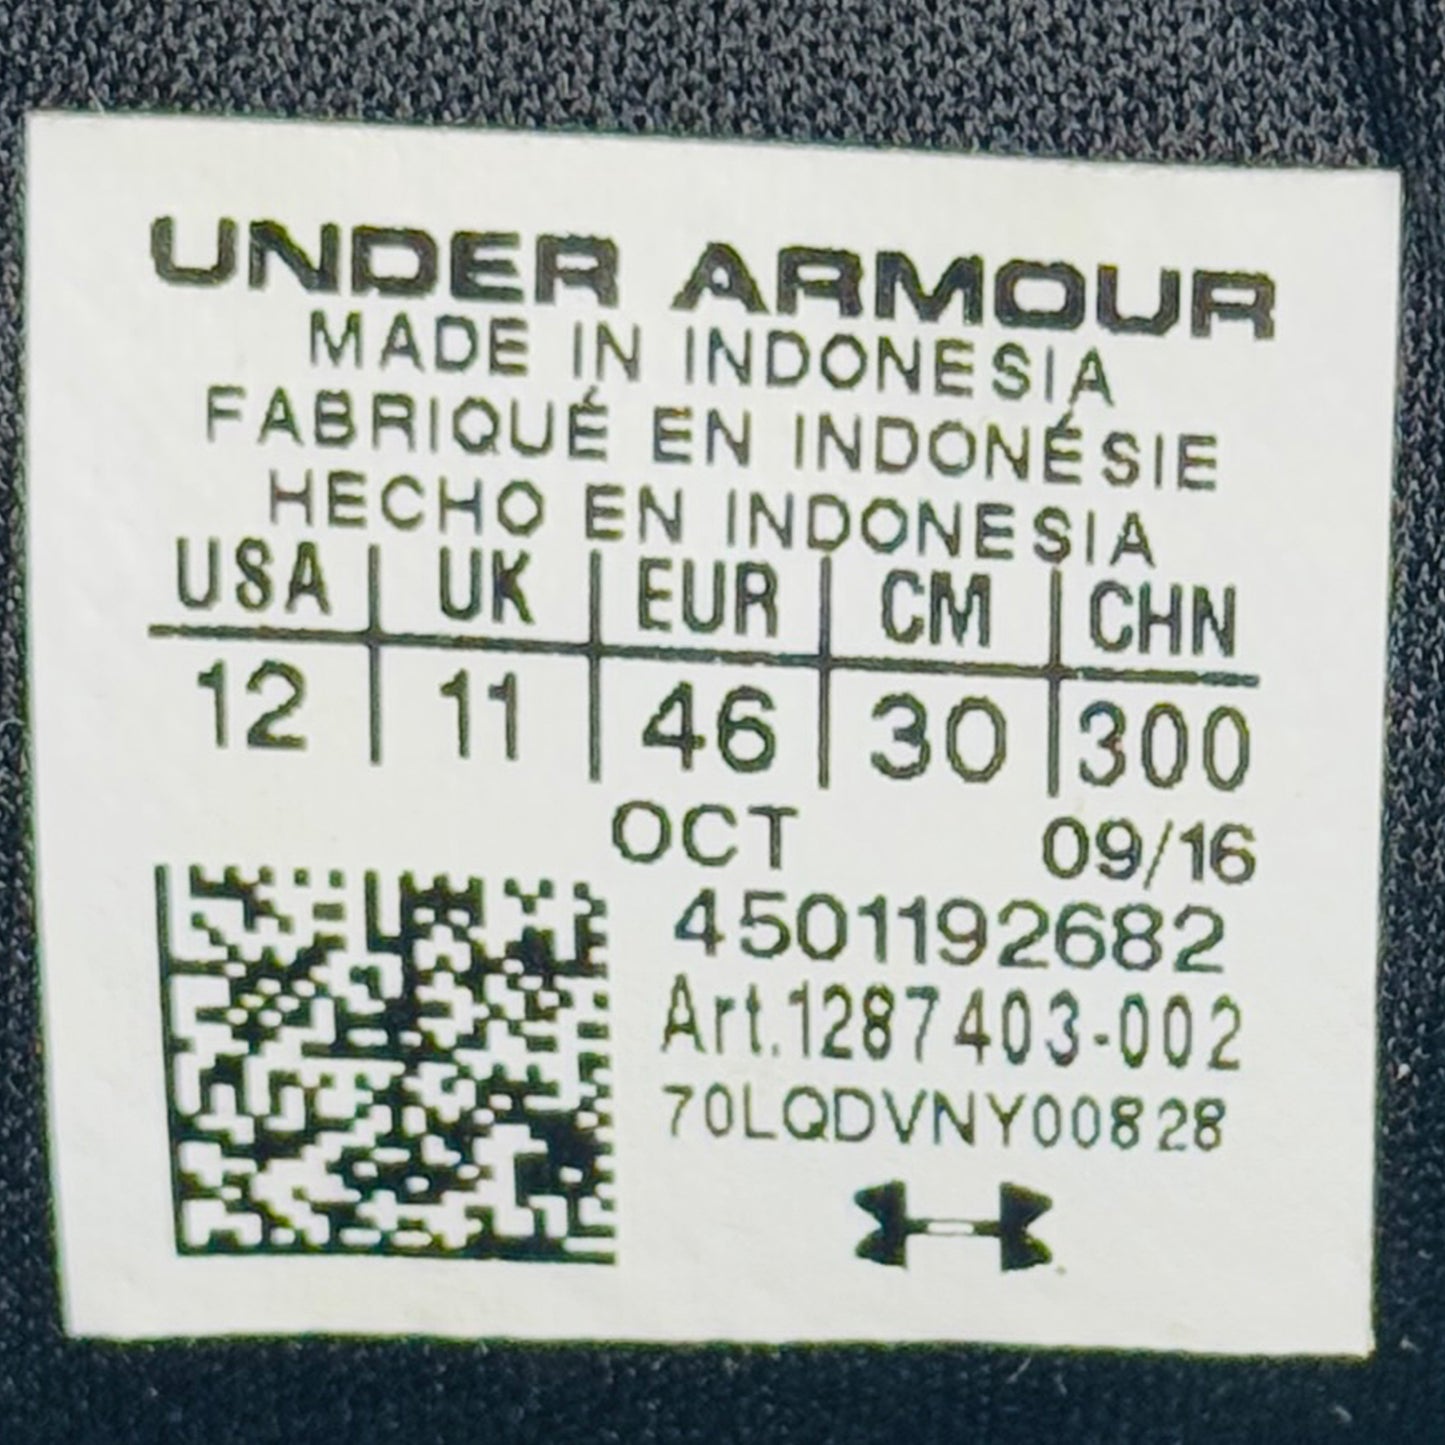 UNDER ARMOUR
MADE IN INDONESIA
FABRIQUÉ EN INDONÉSIE
HECHO EN INDONESIA
USA UK EUR CM CHN
12 11 46 30 300
OCT 09/16
4501192682
Art.1287403-002
70LQDVNY00828